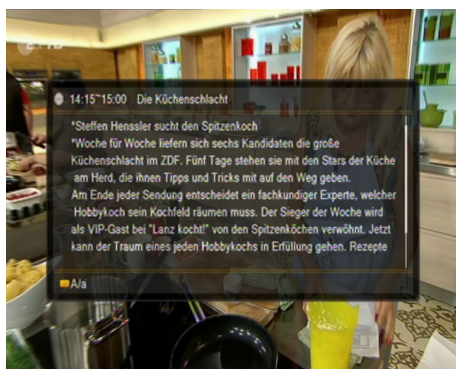 14:15~15:00 Die Küchenschlacht
*Steffen Henssler sucht den Spitzenkoch
*Woche für Woche liefern sich sechs Kandidaten die große
Küchenschlacht im ZDF. Fünf Tage stehen sie mit den Stars der Küche
am Herd, die ihnen Tipps und Tricks mit auf den Weg geben.
Am Ende jeder Sendung entscheidet ein fachkundiger Experte, welcher
Hobbykoch sein Kochfeld räumen muss. Der Sieger der Woche wird
als VIP-Gast bei "Lanz kocht!" von den Spitzenköchen verwöhnt. Jetzt
kann der Traum eines jeden Hobbykochs in Erfüllung gehen. Rezepte
A/a